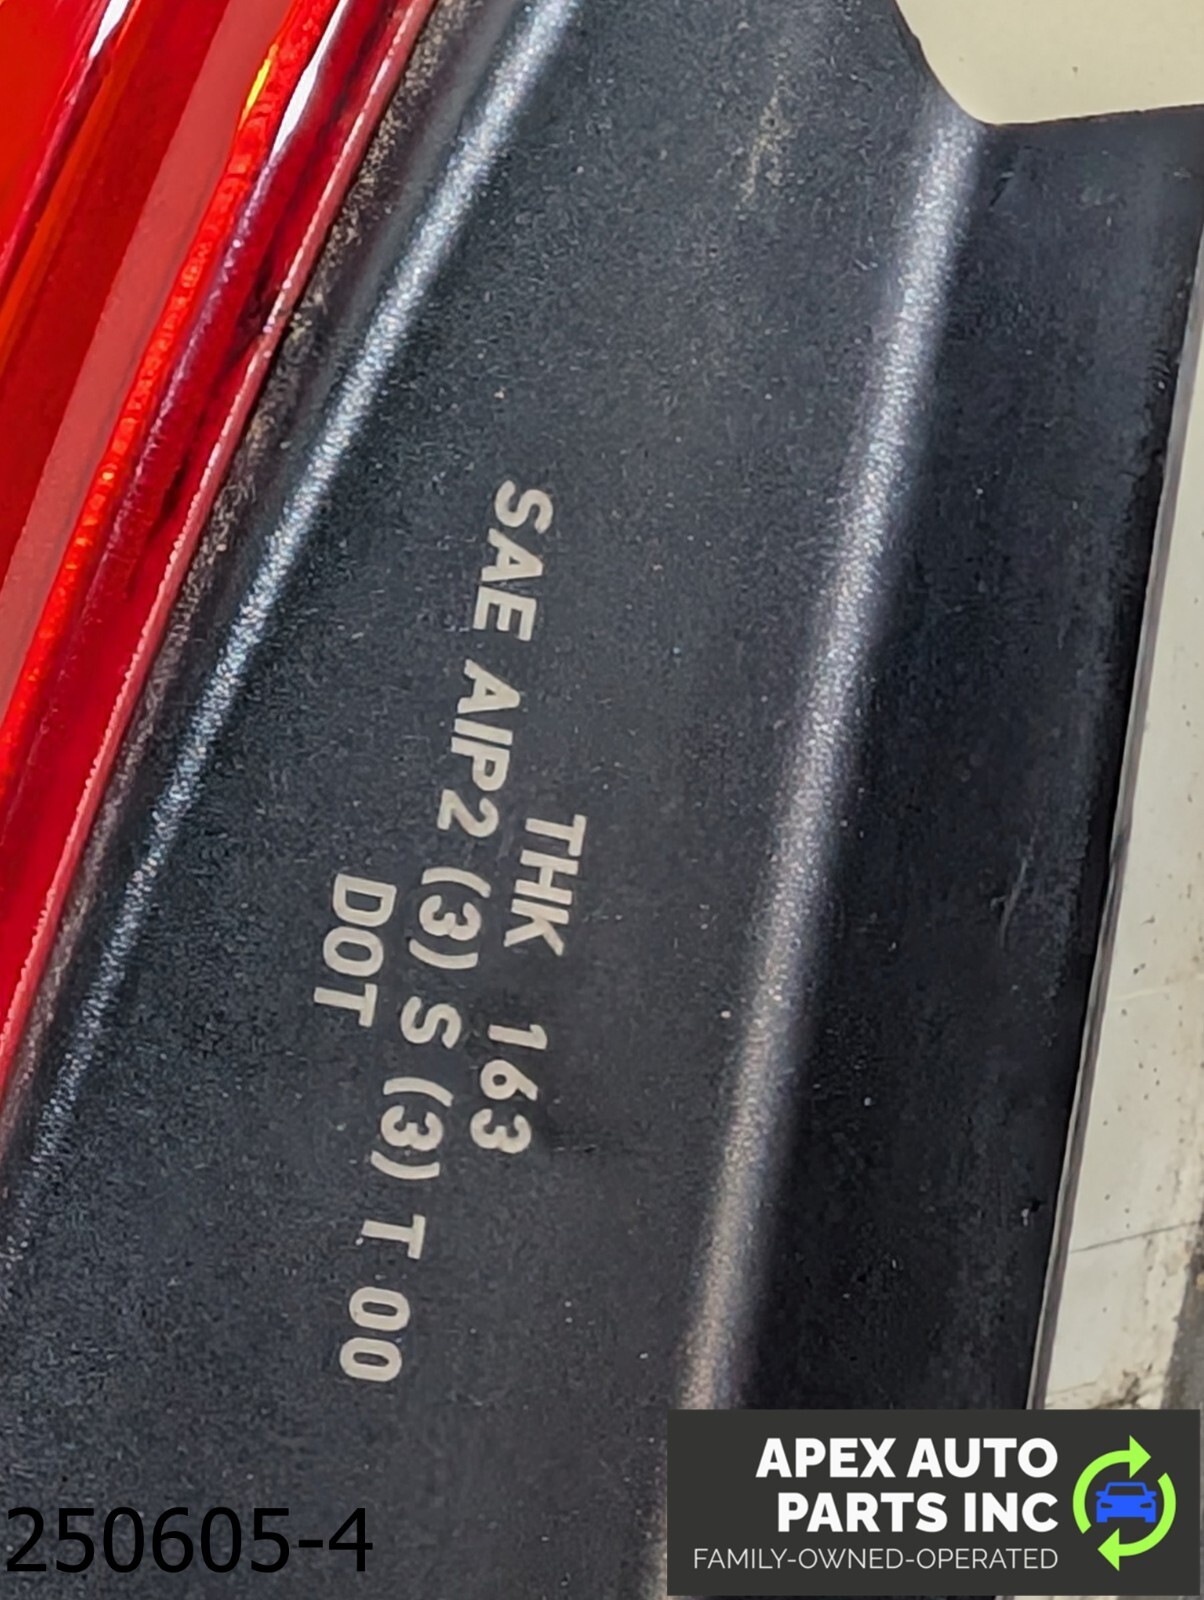 THK 163
SAE AIP2 (3) S (3) T 00
DOT
250605-4
APEX AUTO
PARTS INC
FAMILY-OWNED-OPERATED